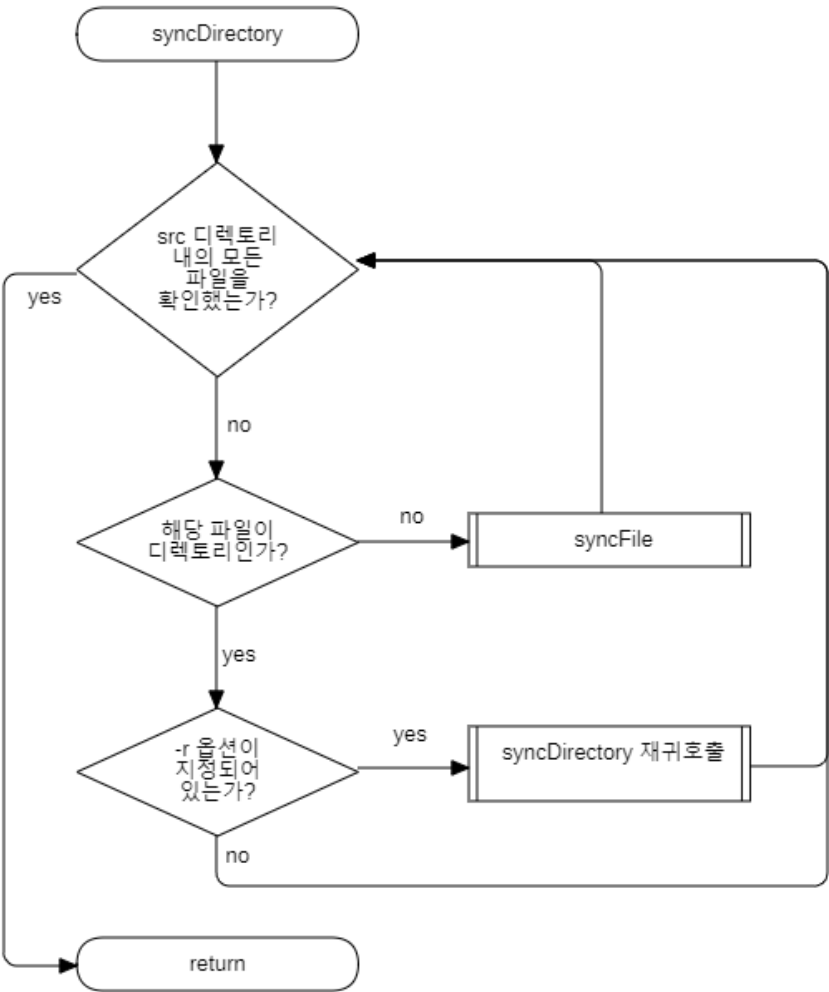 syncDirectory
src 디렉토리
내의 모든
파일을
확인했는가?
yes
no
해당 파일이
디렉토리인가?
no
syncFile
yes
-r 옵션이
지정되어
있는가?
yes
syncDirectory 재귀호출
no
return